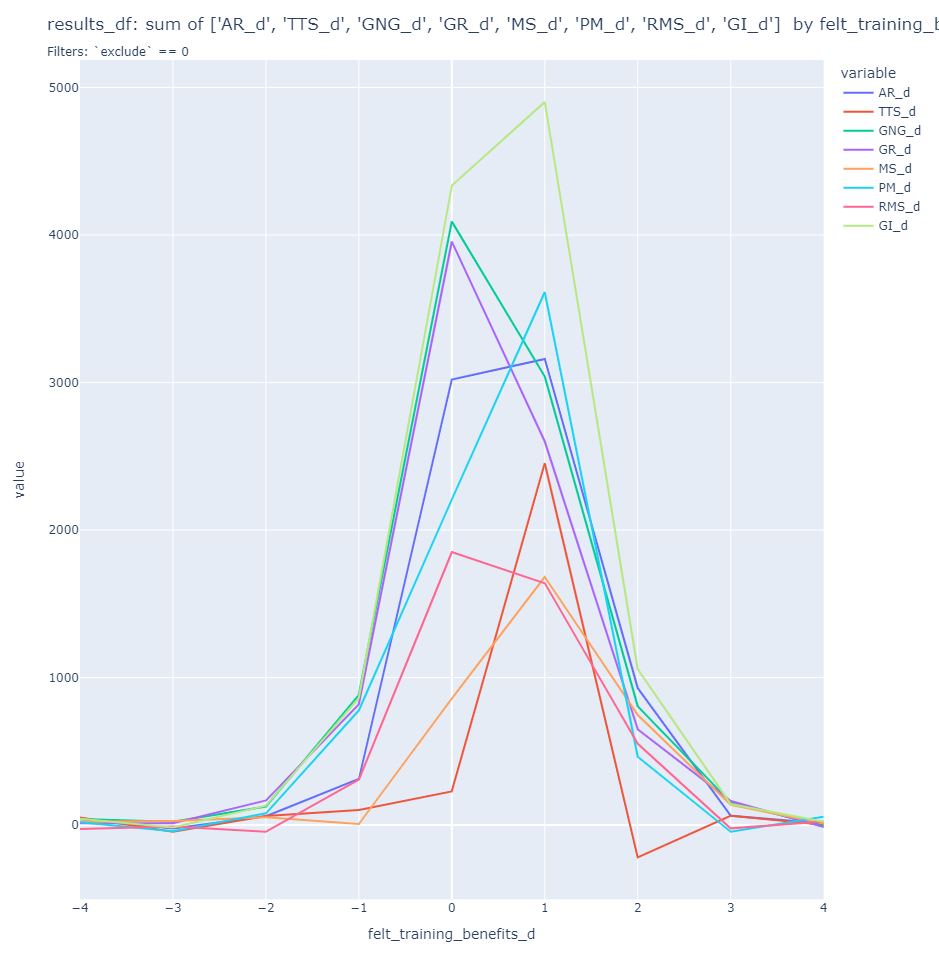 results_df: sum of ['AR_d', 'TTS_d', 'GNG_d', 'GR_d', 'MS_d', 'PM_d', 'RMS_d', 'GI_d'] by felt_training_b
Filters: `exclude` == 0
variable
AR_d
TTS_d
GNG_d
GR_d
MS_d
PM_d
RMS_d
GI_d
5000
4000
3000
2000
1000
0
value
−4
−3
−2
−1
0
1
2
3
4
felt_training_benefits_d